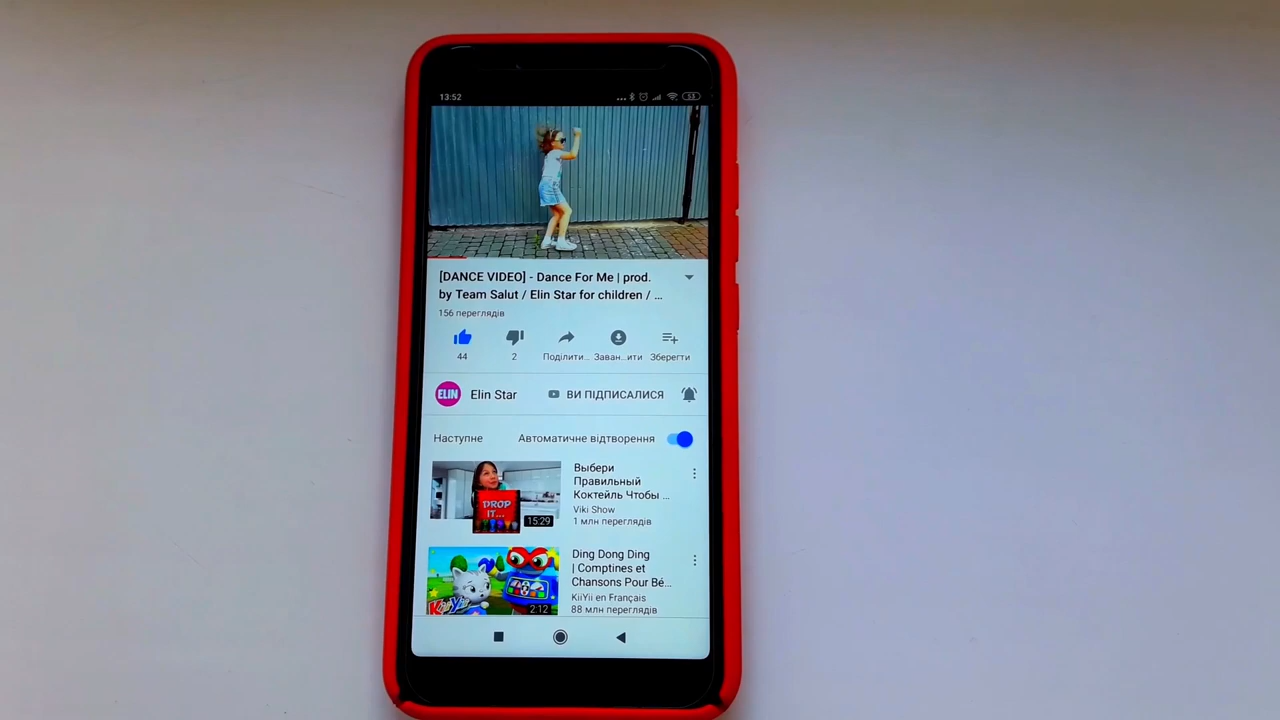 13:52
53
[DANCE VIDEO] - Dance For Me | prod.
by Team Salut / Elin Star for children / ...
156 переглядів
44
2
Поділити...
Заван...ити
Зберегти
ELIN
Elin Star
ВИ ПІДПИСАЛИСЯ
Наступне
Автоматичне відтворення
DROP
IT...
15:29
Выбери
Правильный
Коктейль Чтобы ...
Viki Show
1 млн переглядів
KiiYii
2:12
Ding Dong Ding
| Comptines et
Chansons Pour Bé...
KiiYii en Français
88 млн переглядів